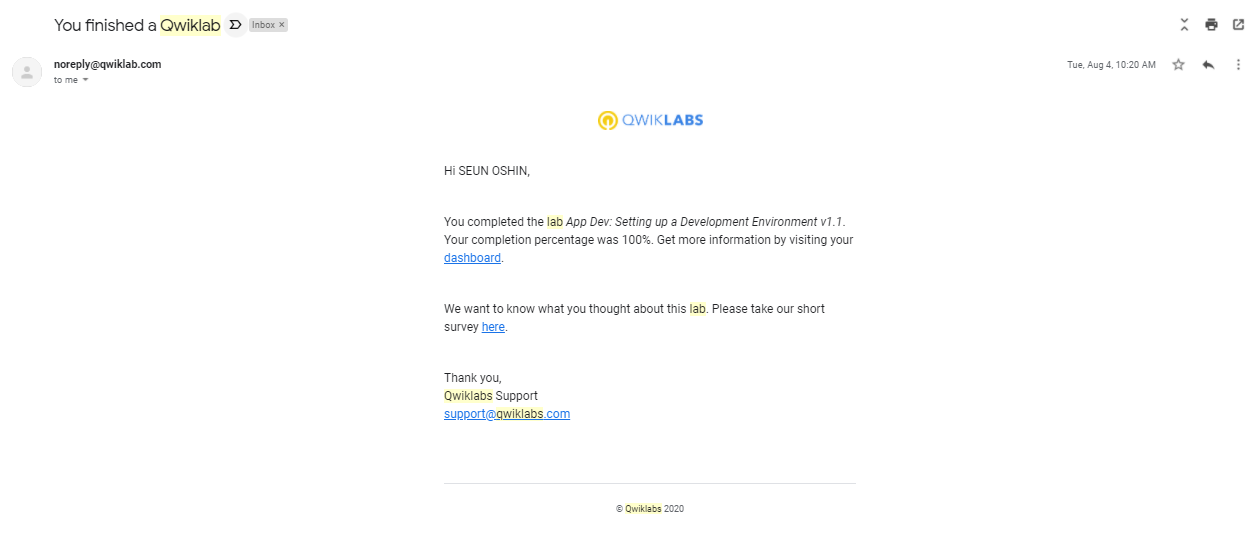 You finished a Qwiklab
Inbox ×
noreply@qwiklab.com
Tue, Aug 4, 10:20 AM
to me
QWIKLABS
Hi SEUN OSHIN,
You completed the lab App Dev: Setting up a Development Environment v1.1.
Your completion percentage was 100%. Get more information by visiting your
dashboard.
We want to know what you thought about this lab. Please take our short
survey here.
Thank you,
Qwiklabs Support
support@qwiklabs.com
© Qwiklabs 2020